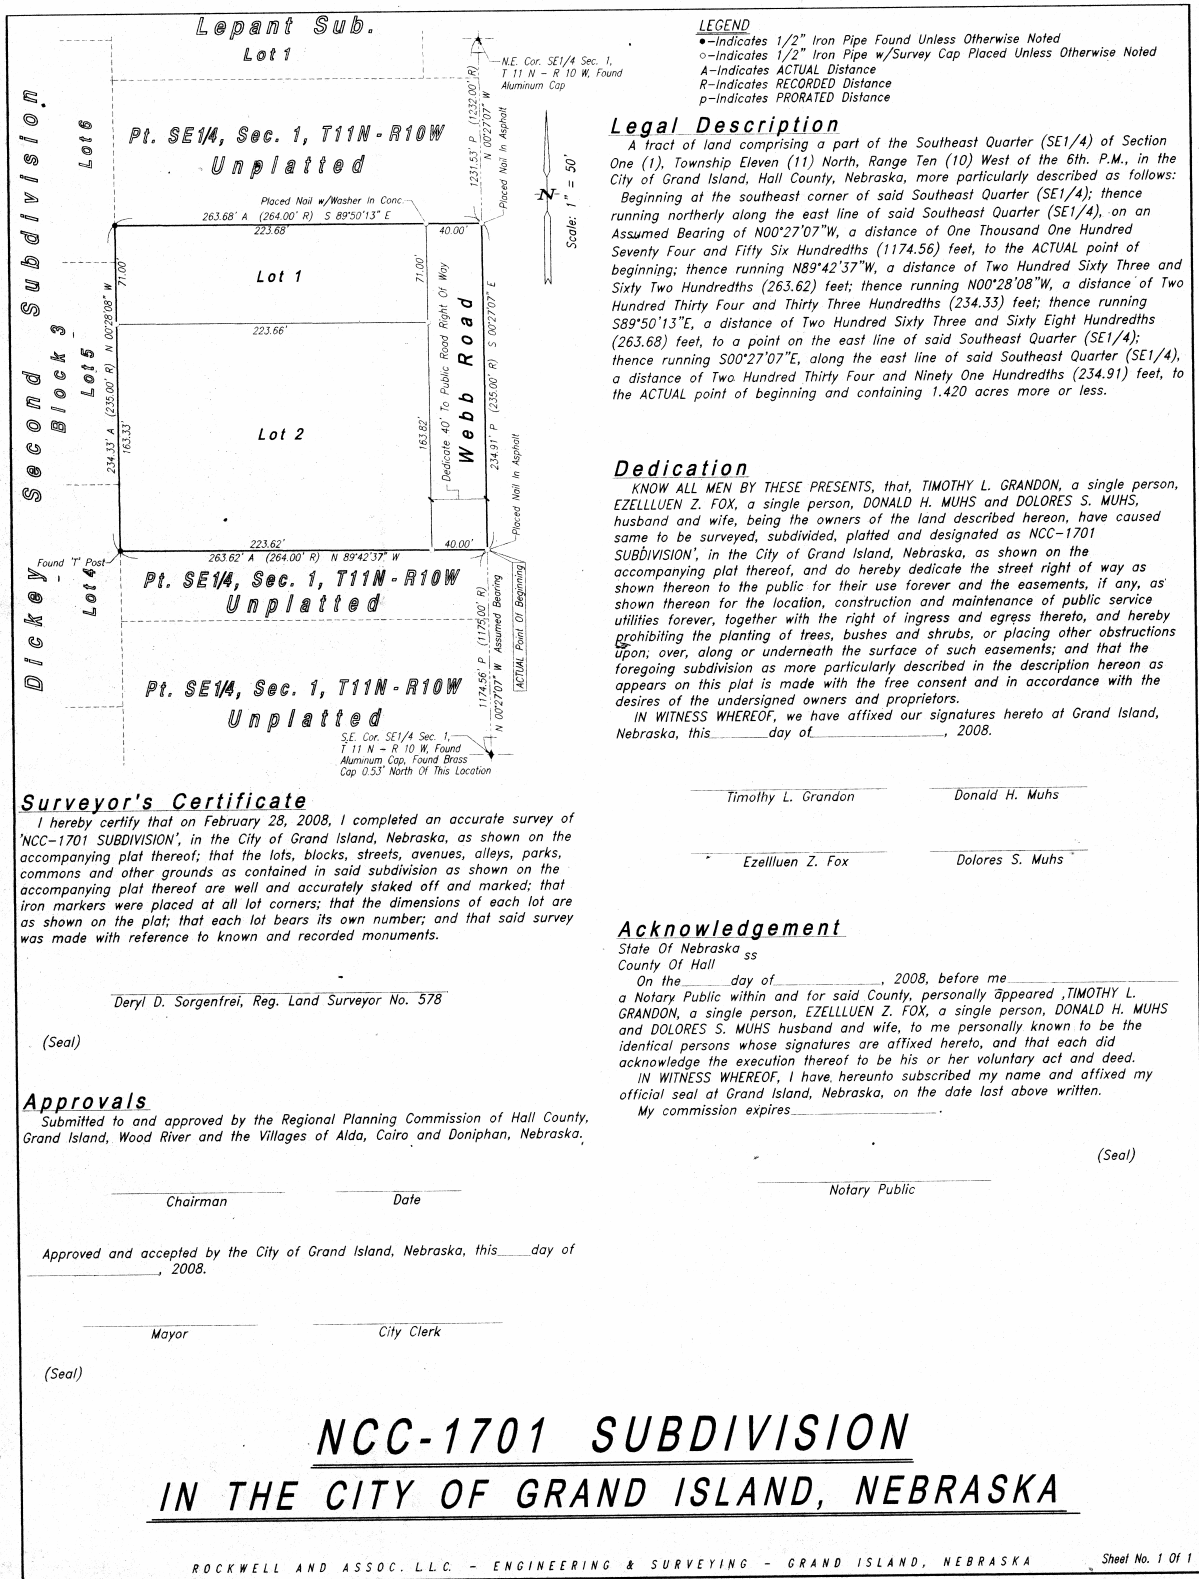 Lepant Sub.
Lot 1
N.E. Cor. SE1/4 Sec. 1,
T 11 N - R 10 W, Found
Aluminum Cap
1231.53' P (1232.00' R)
N 00°27'07" W
Placed Nail In Asphalt
Dickey Second Subdivision
Block 3
Lot 6
Lot 5
Lot 4
Pt. SE1/4, Sec. 1, T11N-R10W
Unplatted
Placed Nail w/Washer In Conc.
263.68' A (264.00' R) S 89°50'13" E
223.68'
40.00'
Lot 1
71.00'
71.00'
223.66'
234.33' A (235.00' R) N 00°28'08" W
163.33'
Lot 2
163.82'
Dedicate 40' To Public Road Right Of Way
Webb Road
234.91' P (235.00' R) S 00°27'07" E
Placed Nail In Asphalt
N
Scale: 1" = 50'
223.62'
40.00'
263.62' A (264.00' R) N 89°42'37" W
Found 'T' Post
Pt. SE1/4, Sec. 1, T11N-R10W
Unplatted
1174.56' P (1175.00' R)
N 00°27'07" W Assumed Bearing
ACTUAL Point Of Beginning
Pt. SE1/4, Sec. 1, T11N-R10W
Unplatted
S.E. Cor. SE1/4 Sec. 1,
T 11 N - R 10 W, Found
Aluminum Cap, Found Brass
Cap 0.53' North Of This Location
LEGEND
●-Indicates 1/2" Iron Pipe Found Unless Otherwise Noted
○-Indicates 1/2" Iron Pipe w/Survey Cap Placed Unless Otherwise Noted
A-Indicates ACTUAL Distance
R-Indicates RECORDED Distance
p-Indicates PRORATED Distance
Legal Description
A tract of land comprising a part of the Southeast Quarter (SE1/4) of Section
One (1), Township Eleven (11) North, Range Ten (10) West of the 6th. P.M., in the
City of Grand Island, Hall County, Nebraska, more particularly described as follows:
Beginning at the southeast corner of said Southeast Quarter (SE1/4); thence
running northerly along the east line of said Southeast Quarter (SE1/4), on an
Assumed Bearing of N00°27'07"W, a distance of One Thousand One Hundred
Seventy Four and Fifty Six Hundredths (1174.56) feet, to the ACTUAL point of
beginning; thence running N89°42'37"W, a distance of Two Hundred Sixty Three and
Sixty Two Hundredths (263.62) feet; thence running N00°28'08"W, a distance of Two
Hundred Thirty Four and Thirty Three Hundredths (234.33) feet; thence running
S89°50'13"E, a distance of Two Hundred Sixty Three and Sixty Eight Hundredths
(263.68) feet, to a point on the east line of said Southeast Quarter (SE1/4);
thence running S00°27'07"E, along the east line of said Southeast Quarter (SE1/4),
a distance of Two Hundred Thirty Four and Ninety One Hundredths (234.91) feet, to
the ACTUAL point of beginning and containing 1.420 acres more or less.
Dedication
KNOW ALL MEN BY THESE PRESENTS, that, TIMOTHY L. GRANDON, a single person,
EZELLLUEN Z. FOX, a single person, DONALD H. MUHS and DOLORES S. MUHS,
husband and wife, being the owners of the land described hereon, have caused
same to be surveyed, subdivided, platted and designated as NCC-1701
SUBDIVISION', in the City of Grand Island, Nebraska, as shown on the
accompanying plat thereof, and do hereby dedicate the street right of way as
shown thereon to the public for their use forever and the easements, if any, as
shown thereon for the location, construction and maintenance of public service
utilities forever, together with the right of ingress and egress thereto, and hereby
prohibiting the planting of trees, bushes and shrubs, or placing other obstructions
upon; over, along or underneath the surface of such easements; and that the
foregoing subdivision as more particularly described in the description hereon as
appears on this plat is made with the free consent and in accordance with the
desires of the undersigned owners and proprietors.
IN WITNESS WHEREOF, we have affixed our signatures hereto at Grand Island,
Nebraska, this________day of________________, 2008.
Timothy L. Grandon
Donald H. Muhs
Ezellluen Z. Fox
Dolores S. Muhs
Surveyor's Certificate
I hereby certify that on February 28, 2008, I completed an accurate survey of
'NCC-1701 SUBDIVISION', in the City of Grand Island, Nebraska, as shown on the
accompanying plat thereof; that the lots, blocks, streets, avenues, alleys, parks,
commons and other grounds as contained in said subdivision as shown on the
accompanying plat thereof are well and accurately staked off and marked; that
iron markers were placed at all lot corners; that the dimensions of each lot are
as shown on the plat; that each lot bears its own number; and that said survey
was made with reference to known and recorded monuments.
Deryl D. Sorgenfrei, Reg. Land Surveyor No. 578
(Seal)
Approvals
Submitted to and approved by the Regional Planning Commission of Hall County,
Grand Island, Wood River and the Villages of Alda, Cairo and Doniphan, Nebraska.
Chairman
Date
Approved and accepted by the City of Grand Island, Nebraska, this____day of
________________, 2008.
Mayor
City Clerk
(Seal)
Acknowledgement
State Of Nebraska
ss
County Of Hall
On the______day of_____________, 2008, before me____________________
a Notary Public within and for said County, personally appeared ,TIMOTHY L.
GRANDON, a single person, EZELLLUEN Z. FOX, a single person, DONALD H. MUHS
and DOLORES S. MUHS husband and wife, to me personally known to be the
identical persons whose signatures are affixed hereto, and that each did
acknowledge the execution thereof to be his or her voluntary act and deed.
IN WITNESS WHEREOF, I have hereunto subscribed my name and affixed my
official seal at Grand Island, Nebraska, on the date last above written.
My commission expires__________________.
(Seal)
Notary Public
NCC-1701 SUBDIVISION
IN THE CITY OF GRAND ISLAND, NEBRASKA
ROCKWELL AND ASSOC. L.L.C. - ENGINEERING & SURVEYING - GRAND ISLAND, NEBRASKA
Sheet No. 1 Of 1